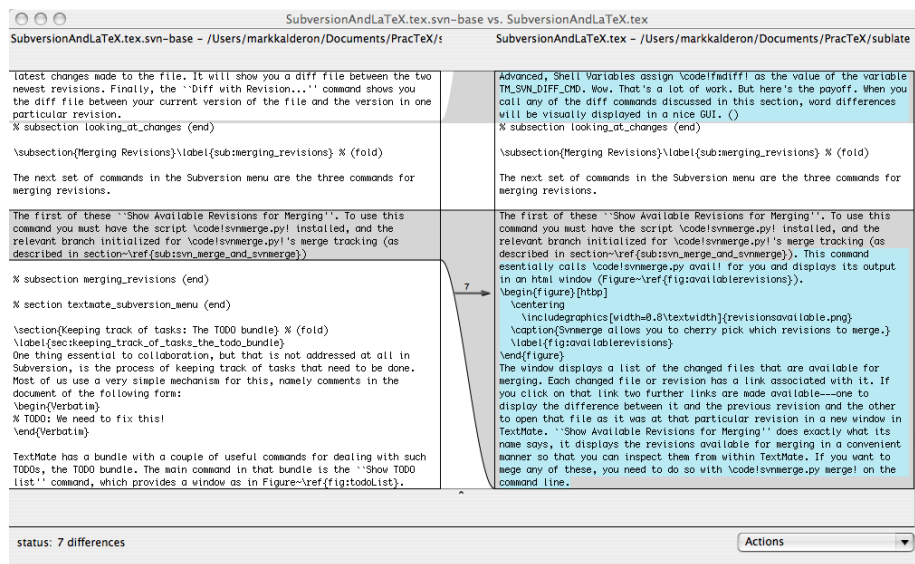 SubversionAndLaTeX.tex.svn-base vs. SubversionAndLaTeX.tex
SubversionAndLaTeX.tex.svn-base - /Users/markkalderon/Documents/PracTeX/s
latest changes made to the file. It will show you a diff file between the two
newest revisions. Finally, the ``Diff with Revision...'' command shows you
the diff file between your current version of the file and the version in one
particular revision.
% subsection looking_at_changes (end)
\subsection{Merging Revisions}\label{sub:merging_revisions} % (fold)
The next set of commands in the Subversion menu are the three commands for
merging revisions.
The first of these ``Show Available Revisions for Merging''. To use this
command you must have the script \code!svnmerge.py! installed, and the
relevant branch initialized for \code!svnmerge.py!'s merge tracking (as
described in section~\ref{sub:svn_merge_and_svnmerge})
% subsection merging_revisions (end)
% section textmate_subversion_menu (end)
\section{Keeping track of tasks: The TODO bundle} % (fold)
\label{sec:keeping_track_of_tasks_the_todo_bundle}
One thing essential to collaboration, but that is not addressed at all in
Subversion, is the process of keeping track of tasks that need to be done.
Most of us use a very simple mechanism for this, namely comments in the
document of the following form:
\begin{Verbatim}
% TODO: We need to fix this!
\end{Verbatim}
TextMate has a bundle with a couple of useful commands for dealing with such
TODOs, the TODO bundle. The main command in that bundle is the ``Show TODO
list'' command, which provides a window as in Figure~\ref{fig:todoList}.
7
SubversionAndLaTeX.tex - /Users/markkalderon/Documents/PracTeX/sublate
Advanced, Shell Variables assign \code!fmdiff! as the value of the variable
TM_SVN_DIFF_CMD. Wow. That's a lot of work. But here's the payoff. When you
call any of the diff commands discussed in this section, word differences
will be visually displayed in a nice GUI. ()
% subsection looking_at_changes (end)
\subsection{Merging Revisions}\label{sub:merging_revisions} % (fold)
The next set of commands in the Subversion menu are the three commands for
merging revisions.
The first of these ``Show Available Revisions for Merging''. To use this
command you must have the script \code!svnmerge.py! installed, and the
relevant branch initialized for \code!svnmerge.py!'s merge tracking (as
described in section~\ref{sub:svn_merge_and_svnmerge}). This command
esentially calls \code!svnmerge.py avail! for you and displays its output
in an html window (Figure~\ref{fig:availablerevisions}).
\begin{figure}[htbp]
\centering
\includegraphics[width=0.8\textwidth]{revisionsavailable.png}
\caption{Svnmerge allows you to cherry pick which revisions to merge.}
\label{fig:availablerevisions}
\end{figure}
The window displays a list of the changed files that are available for
merging. Each changed file or revision has a link associated with it. If
you click on that link two further links are made available---one to
display the difference between it and the previous revision and the other
to open that file as it was at that particular revision in a new window in
TextMate. ``Show Available Revisions for Merging'' does exactly what its
name says, it displays the revisions available for merging in a convenient
manner so that you can inspect them from within TextMate. If you want to
mege any of these, you need to do so with \code!svnmerge.py merge! on the
command line.
status: 7 differences
Actions